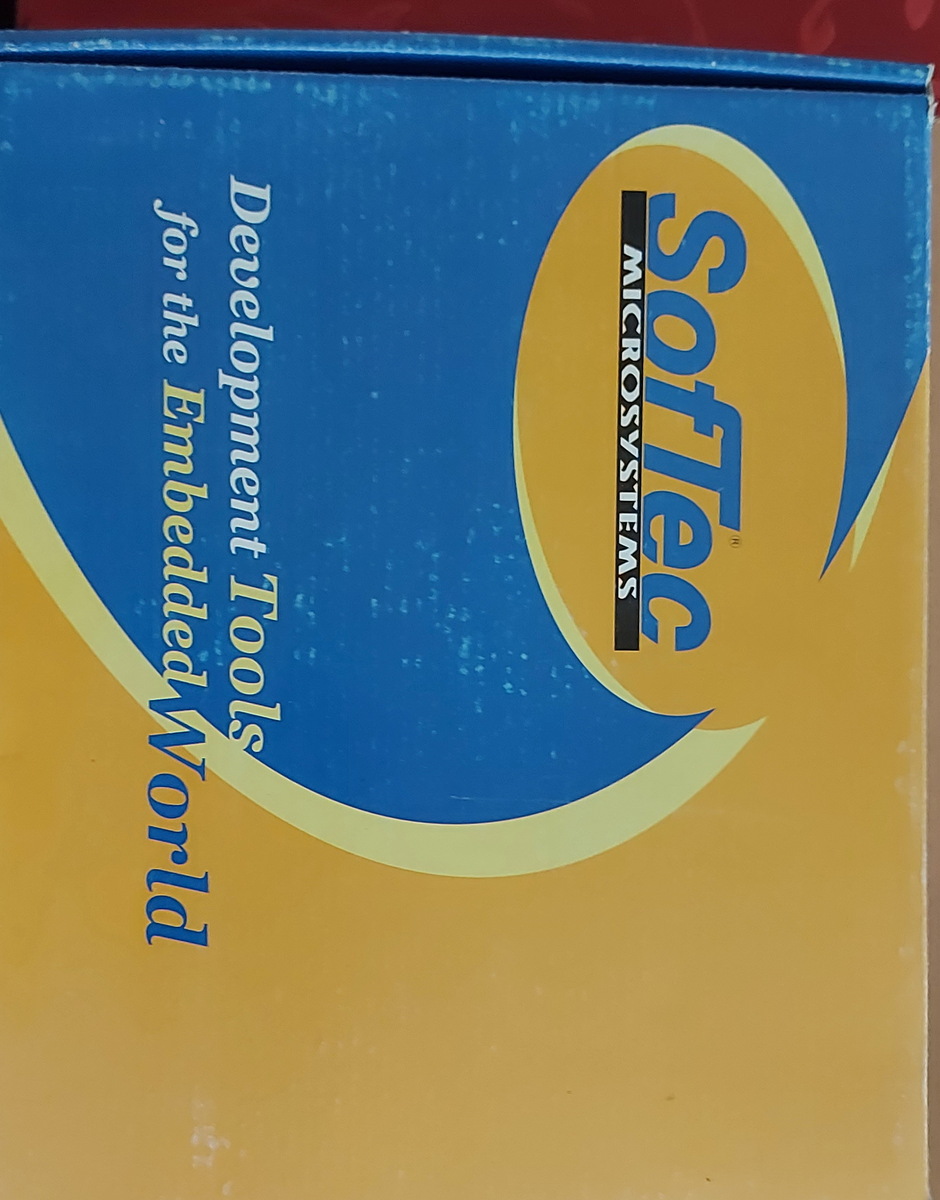 SofTec®
MICROSYSTEMS
Development Tools
for the Embedded World